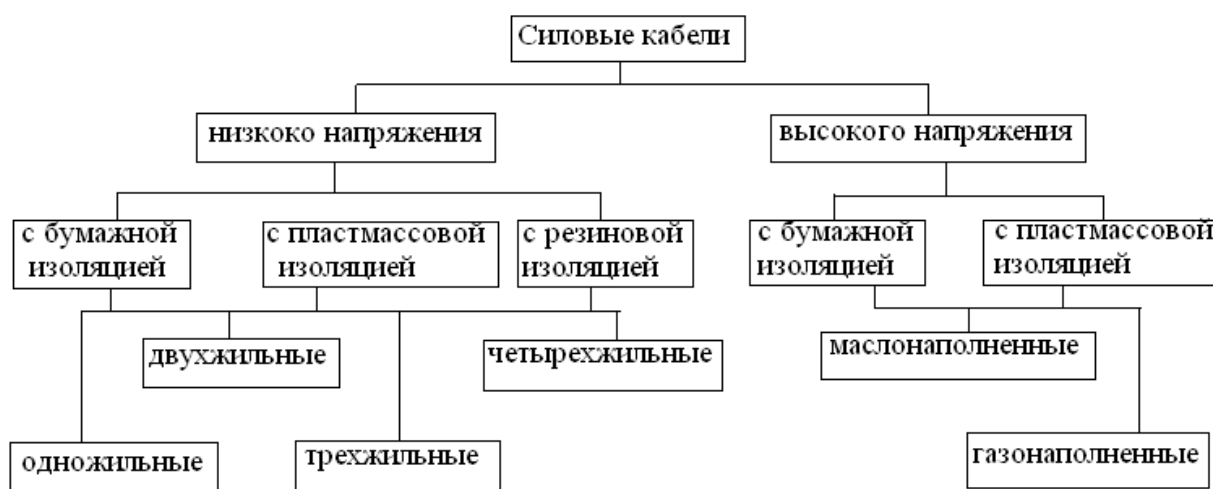 Силовые кабели
низкоко напряжения
высокого напряжения
с бумажной
изоляцией
с пластмассовой
изоляцией
с резиновой
изоляцией
с бумажной
изоляцией
с пластмассовой
изоляцией
двухжильные
четырехжильные
маслонаполненные
одножильные
трехжильные
газонаполненные